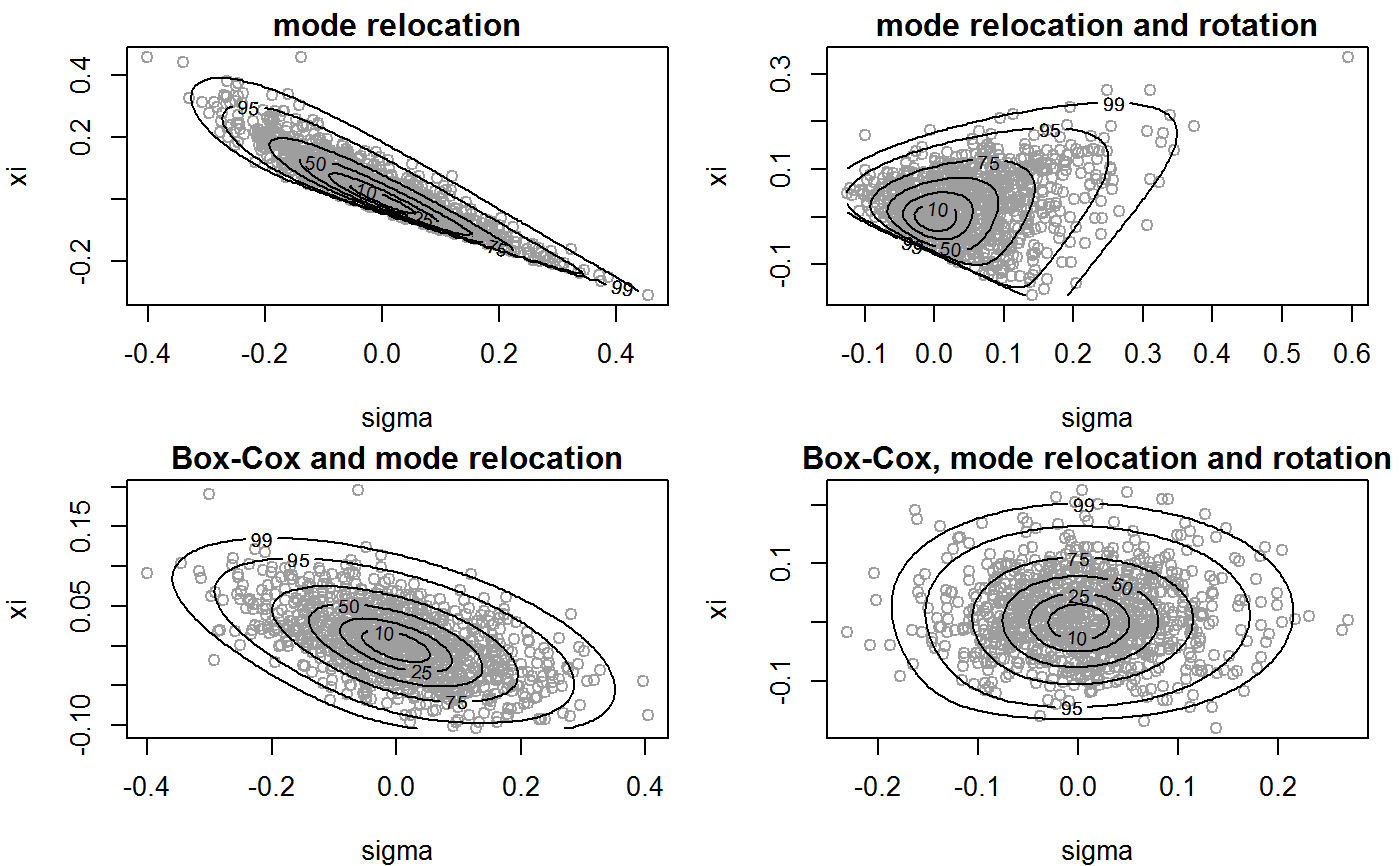 mode relocation
xi
0.4
0.2
-0.2
95
50
10
25
75
99
-0.4 -0.2 0.0 0.2 0.4
sigma
mode relocation and rotation
xi
0.3
0.1
-0.1
99
95
75
10
50
99
-0.1 0.0 0.1 0.2 0.3 0.4 0.5 0.6
sigma
Box-Cox and mode relocation
xi
0.15
0.05
-0.10
99
95
50
10
25
75
-0.4 -0.2 0.0 0.2 0.4
sigma
Box-Cox, mode relocation and rotation
xi
0.1
-0.1
99
75
50
25
10
95
-0.2 -0.1 0.0 0.1 0.2
sigma